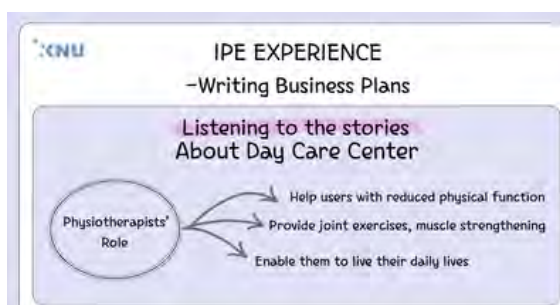 KNU
IPE EXPERIENCE
-Writing Business Plans
Listening to the stories
About Day Care Center
Physiotherapists'
Role
Help users with reduced physical function
Provide joint exercises, muscle strengthening
Enable them to live their daily lives